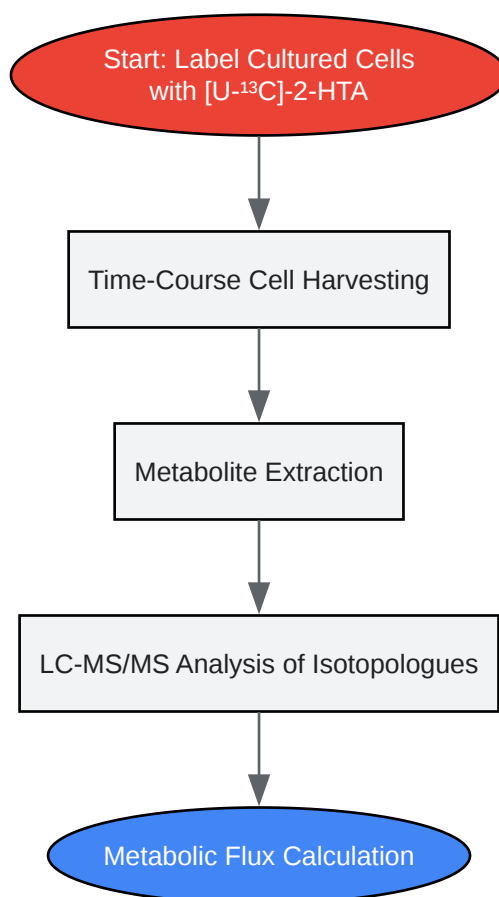 Start: Label Cultured Cells
with [U-¹³C]-2-HTA
Time-Course Cell Harvesting
Metabolite Extraction
LC-MS/MS Analysis of Isotopologues
Metabolic Flux Calculation